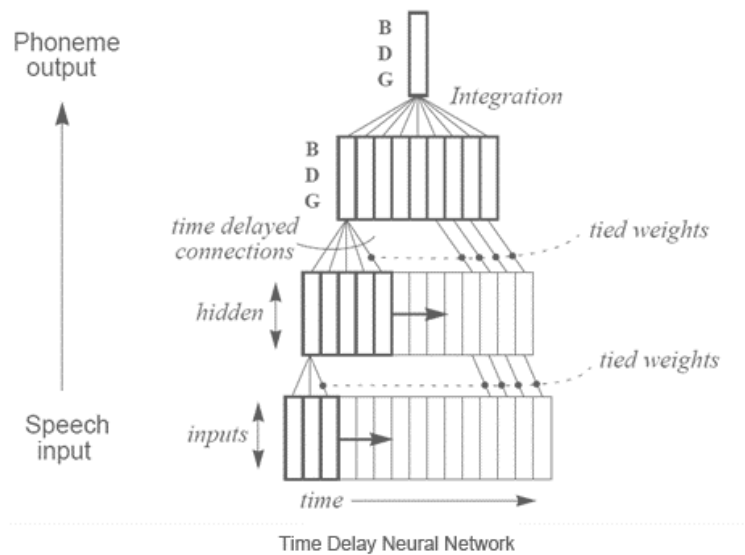 Phoneme
output
B
D
G
Integration
B
D
G
time delayed
connections
tied weights
hidden
tied weights
Speech
input
inputs
time
Time Delay Neural Network